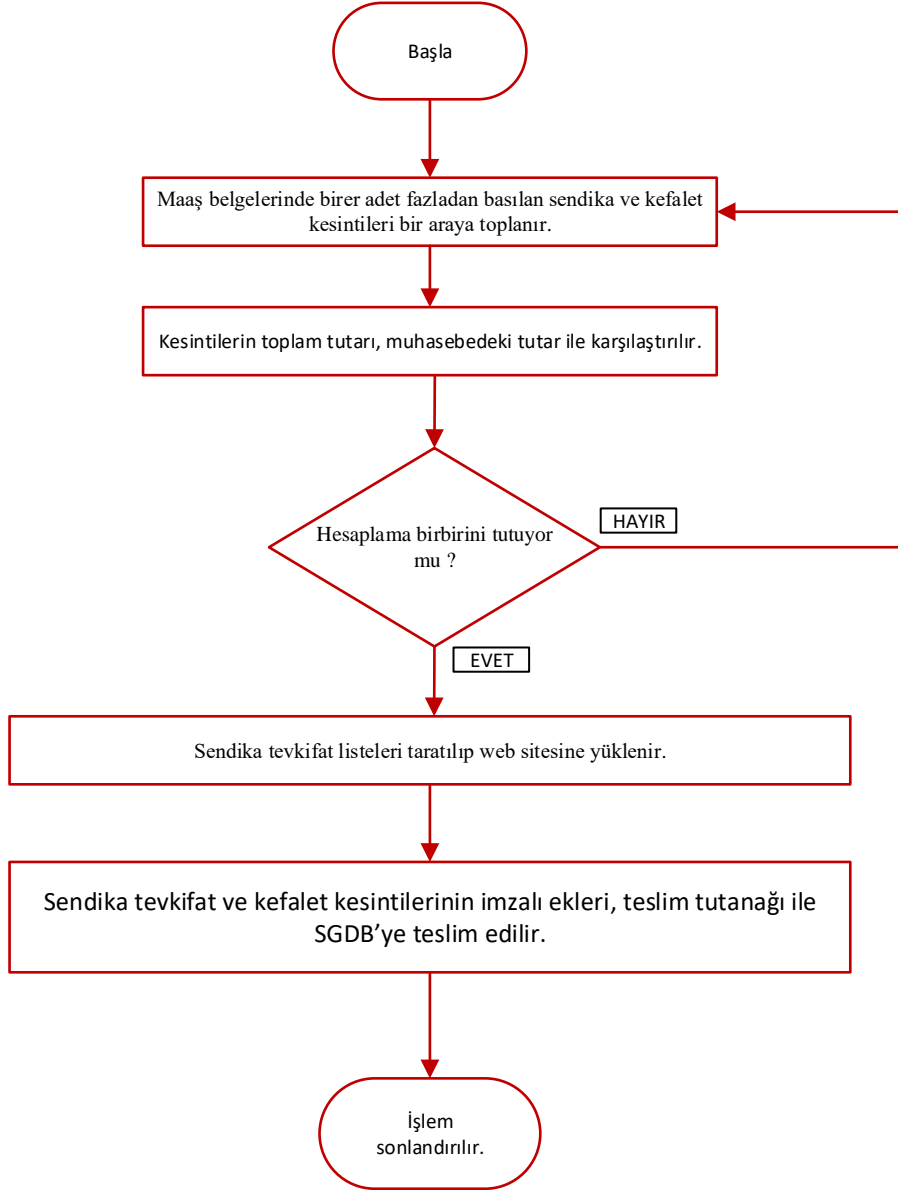 Başla
Maaş belgelerinde birer adet fazladan basılan sendika ve kefalet
kesintileri bir araya toplanır.
Kesintilerin toplam tutarı, muhasebedeki tutar ile karşılaştırılır.
Hesaplama birbirini tutuyor
mu ?
HAYIR
EVET
Sendika tevkifat listeleri taratılıp web sitesine yüklenir.
Sendika tevkifat ve kefalet kesintilerinin imzalı ekleri, teslim tutanağı ile
SGDB’ye teslim edilir.
İşlem
sonlandırılır.